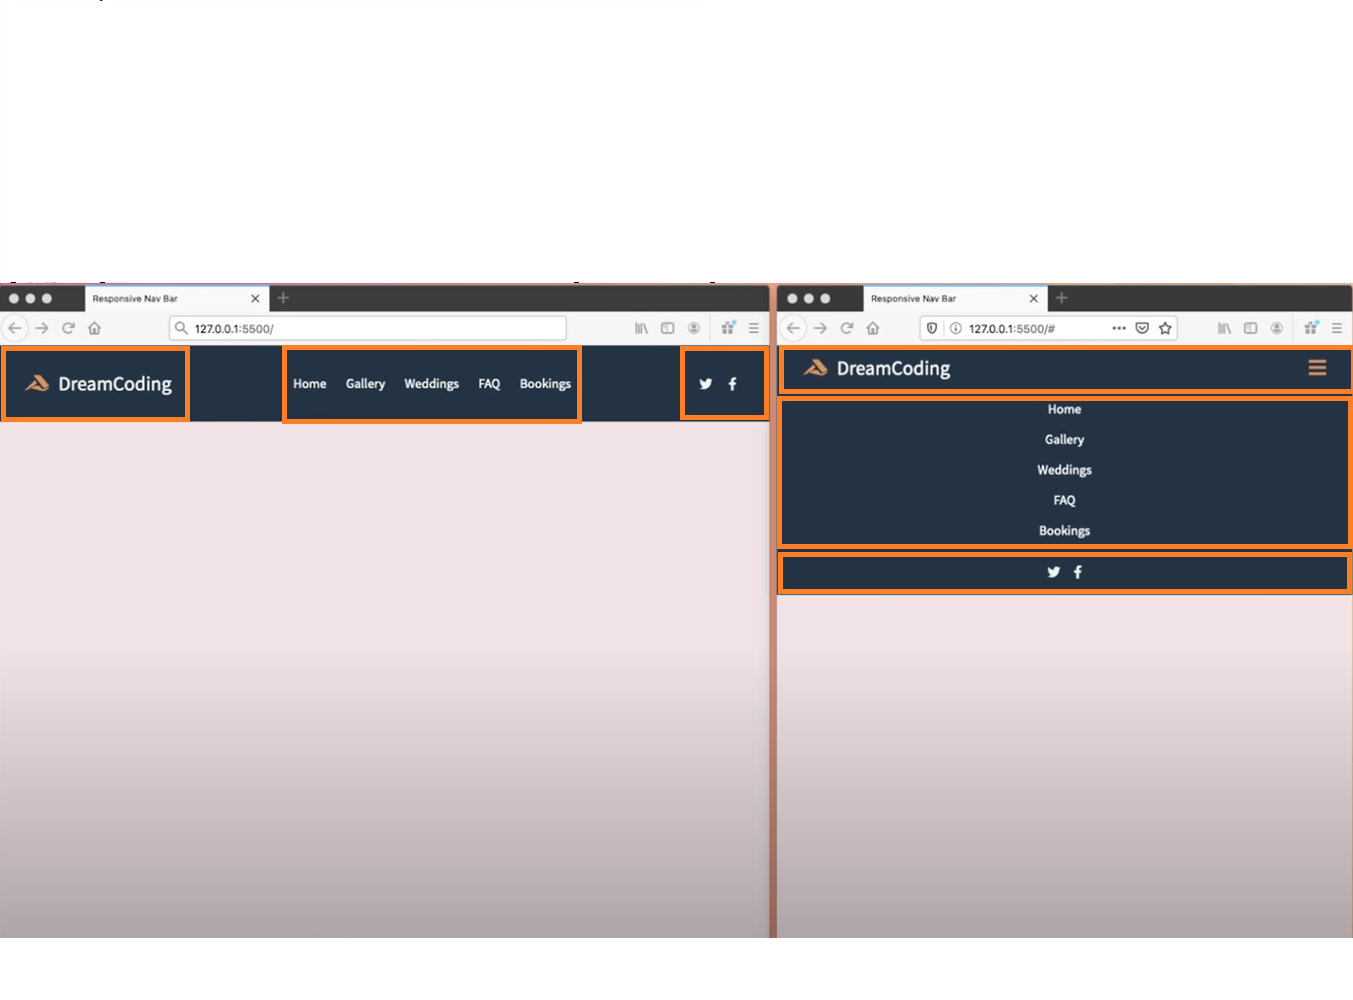 Responsive Nav Bar
127.0.0.1:5500/
DreamCoding
Home Gallery Weddings FAQ Bookings
Responsive Nav Bar
127.0.0.1:5500/#
DreamCoding
Home
Gallery
Weddings
FAQ
Bookings